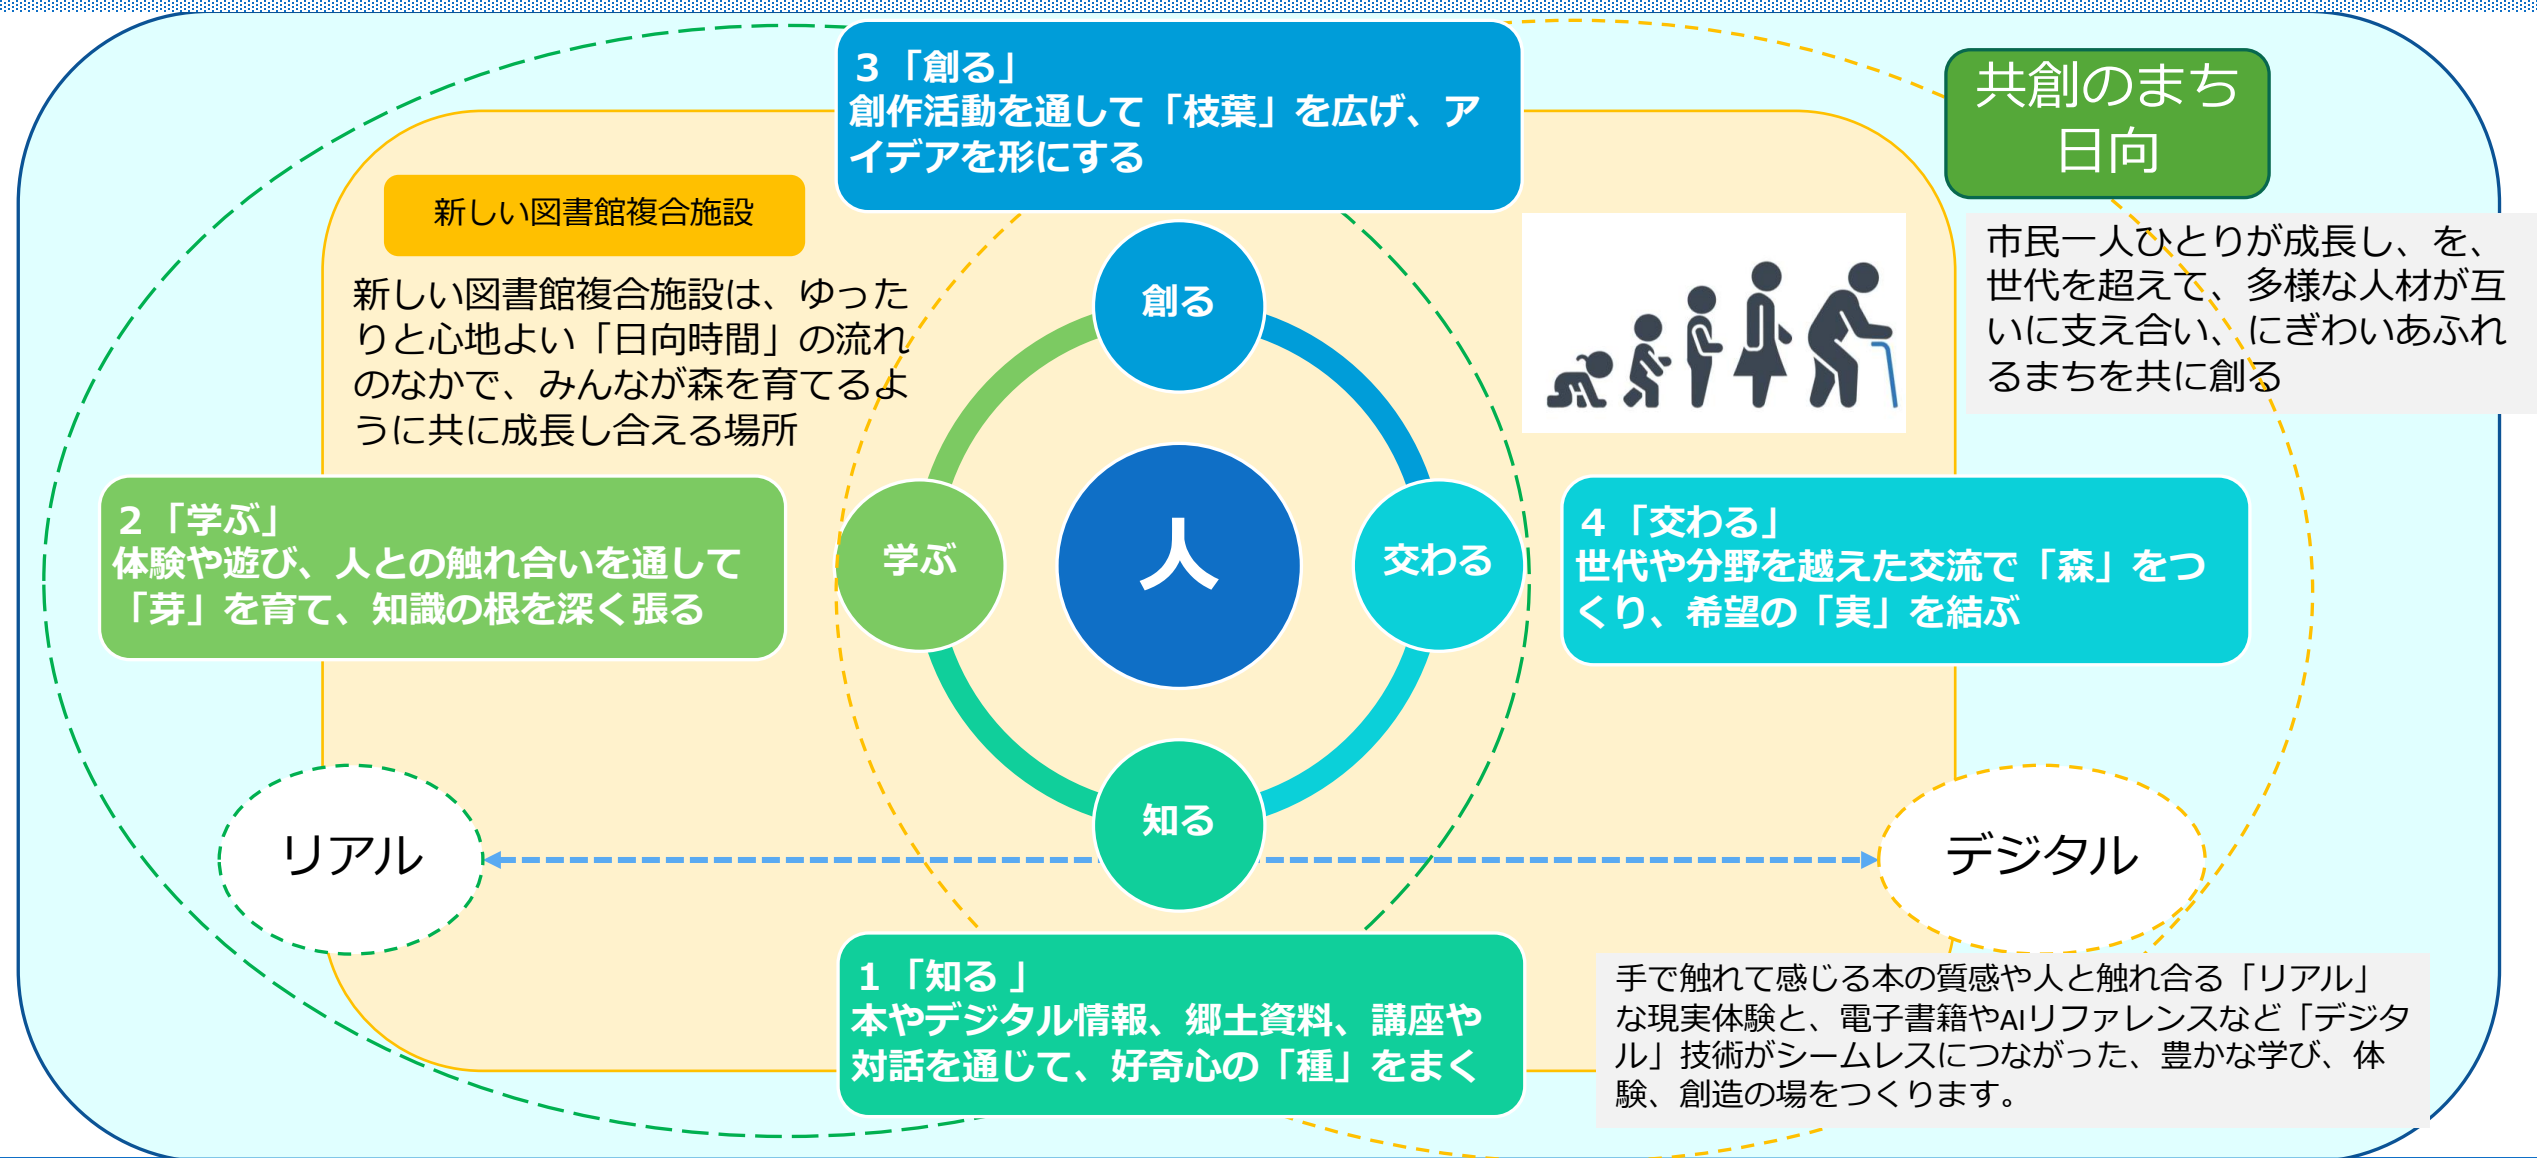 3「創る」
創作活動を通して「枝葉」を広げ、ア
イデアを形にする
共創のまち
日向
新しい図書館複合施設
新しい図書館複合施設は、ゆった
りと心地よい「日向時間」の流れ
のなかで、みんなが森を育てるよ
うに共に成長し合える場所
市民一人ひとりが成長し、を、
世代を超えて、多様な人材が互
いに支え合い、にぎわいあふれ
るまちを共に創る
創る
2「学ぶ」
体験や遊び、人との触れ合いを通して
「芽」を育て、知識の根を深く張る
学ぶ
人
交わる
4「交わる」
世代や分野を越えた交流で「森」をつ
くり、希望の「実」を結ぶ
知る
リアル
デジタル
1「知る 」
本やデジタル情報、郷土資料、講座や
対話を通じて、好奇心の「種」をまく
手で触れて感じる本の質感や人と触れ合る「リアル」
な現実体験と、電子書籍やAIリファレンスなど「デジタ
ル」技術がシームレスにつながった、豊かな学び、体
験、創造の場をつくります。